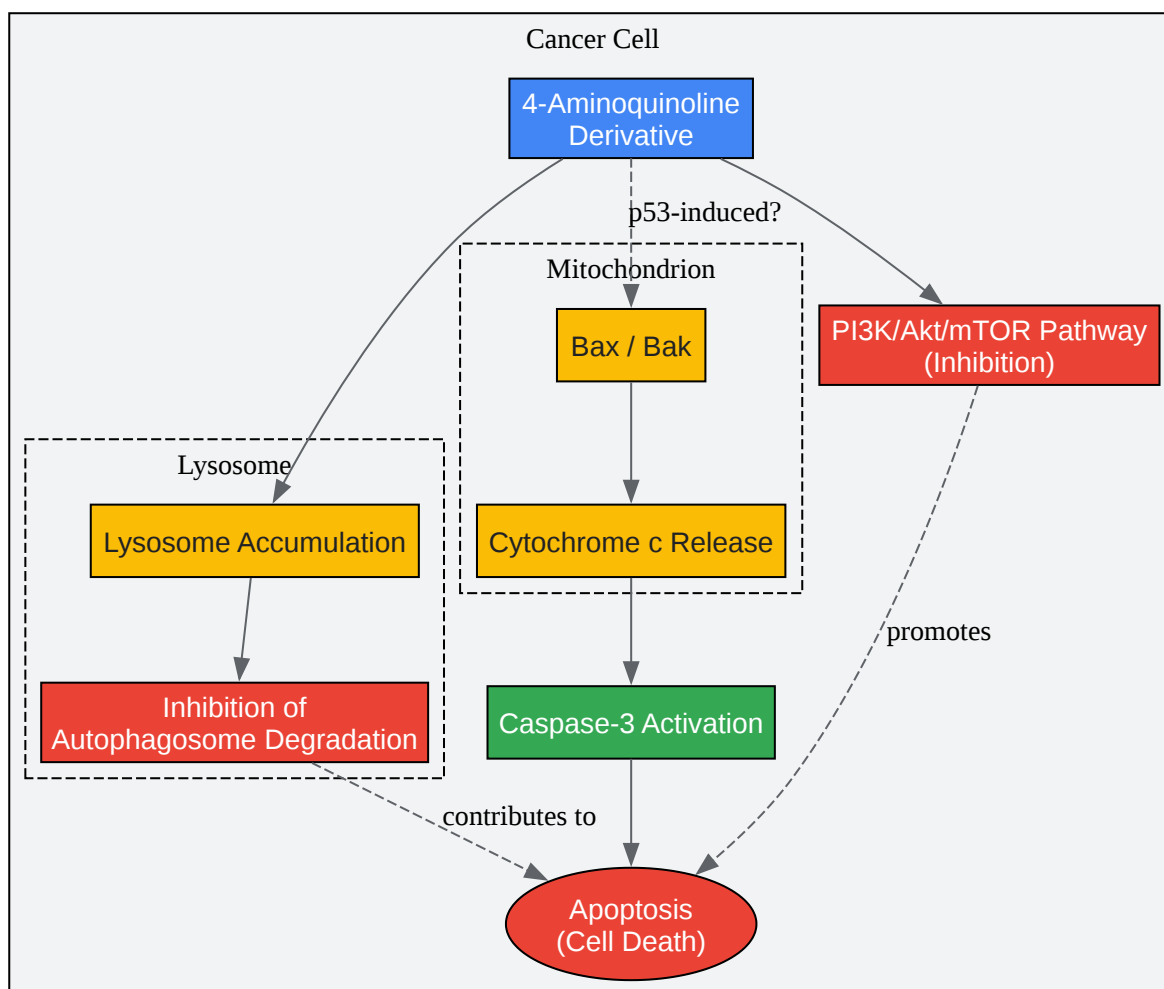 Cancer Cell
4-Aminoquinoline
Derivative
p53-induced?
Mitochondrion
Bax / Bak
PI3K/Akt/mTOR Pathway
(Inhibition)
Lysosome
Lysosome Accumulation
Cytochrome c Release
promotes
Inhibition of
Autophagosome Degradation
Caspase-3 Activation
contributes to
Apoptosis
(Cell Death)